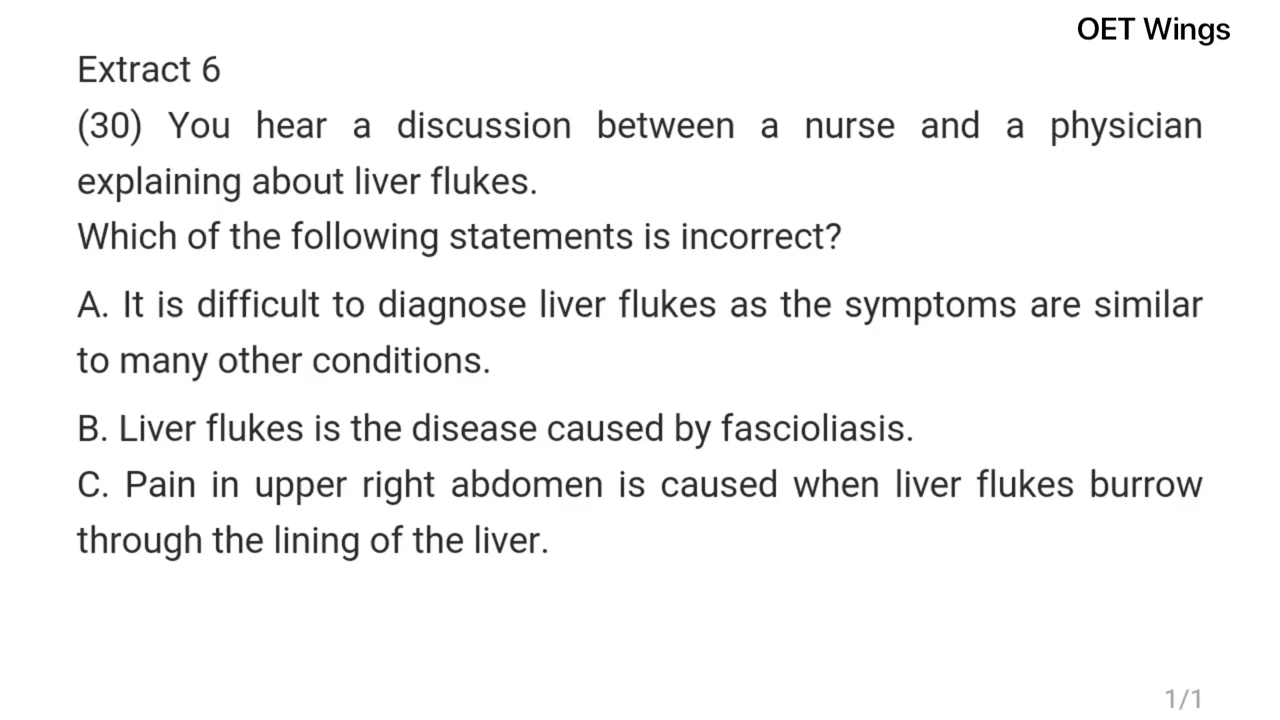 OET Wings
Extract 6
(30) You hear a discussion between a nurse and a physician
explaining about liver flukes.
Which of the following statements is incorrect?
A. It is difficult to diagnose liver flukes as the symptoms are similar
to many other conditions.
B. Liver flukes is the disease caused by fascioliasis.
C. Pain in upper right abdomen is caused when liver flukes burrow
through the lining of the liver.
1/1